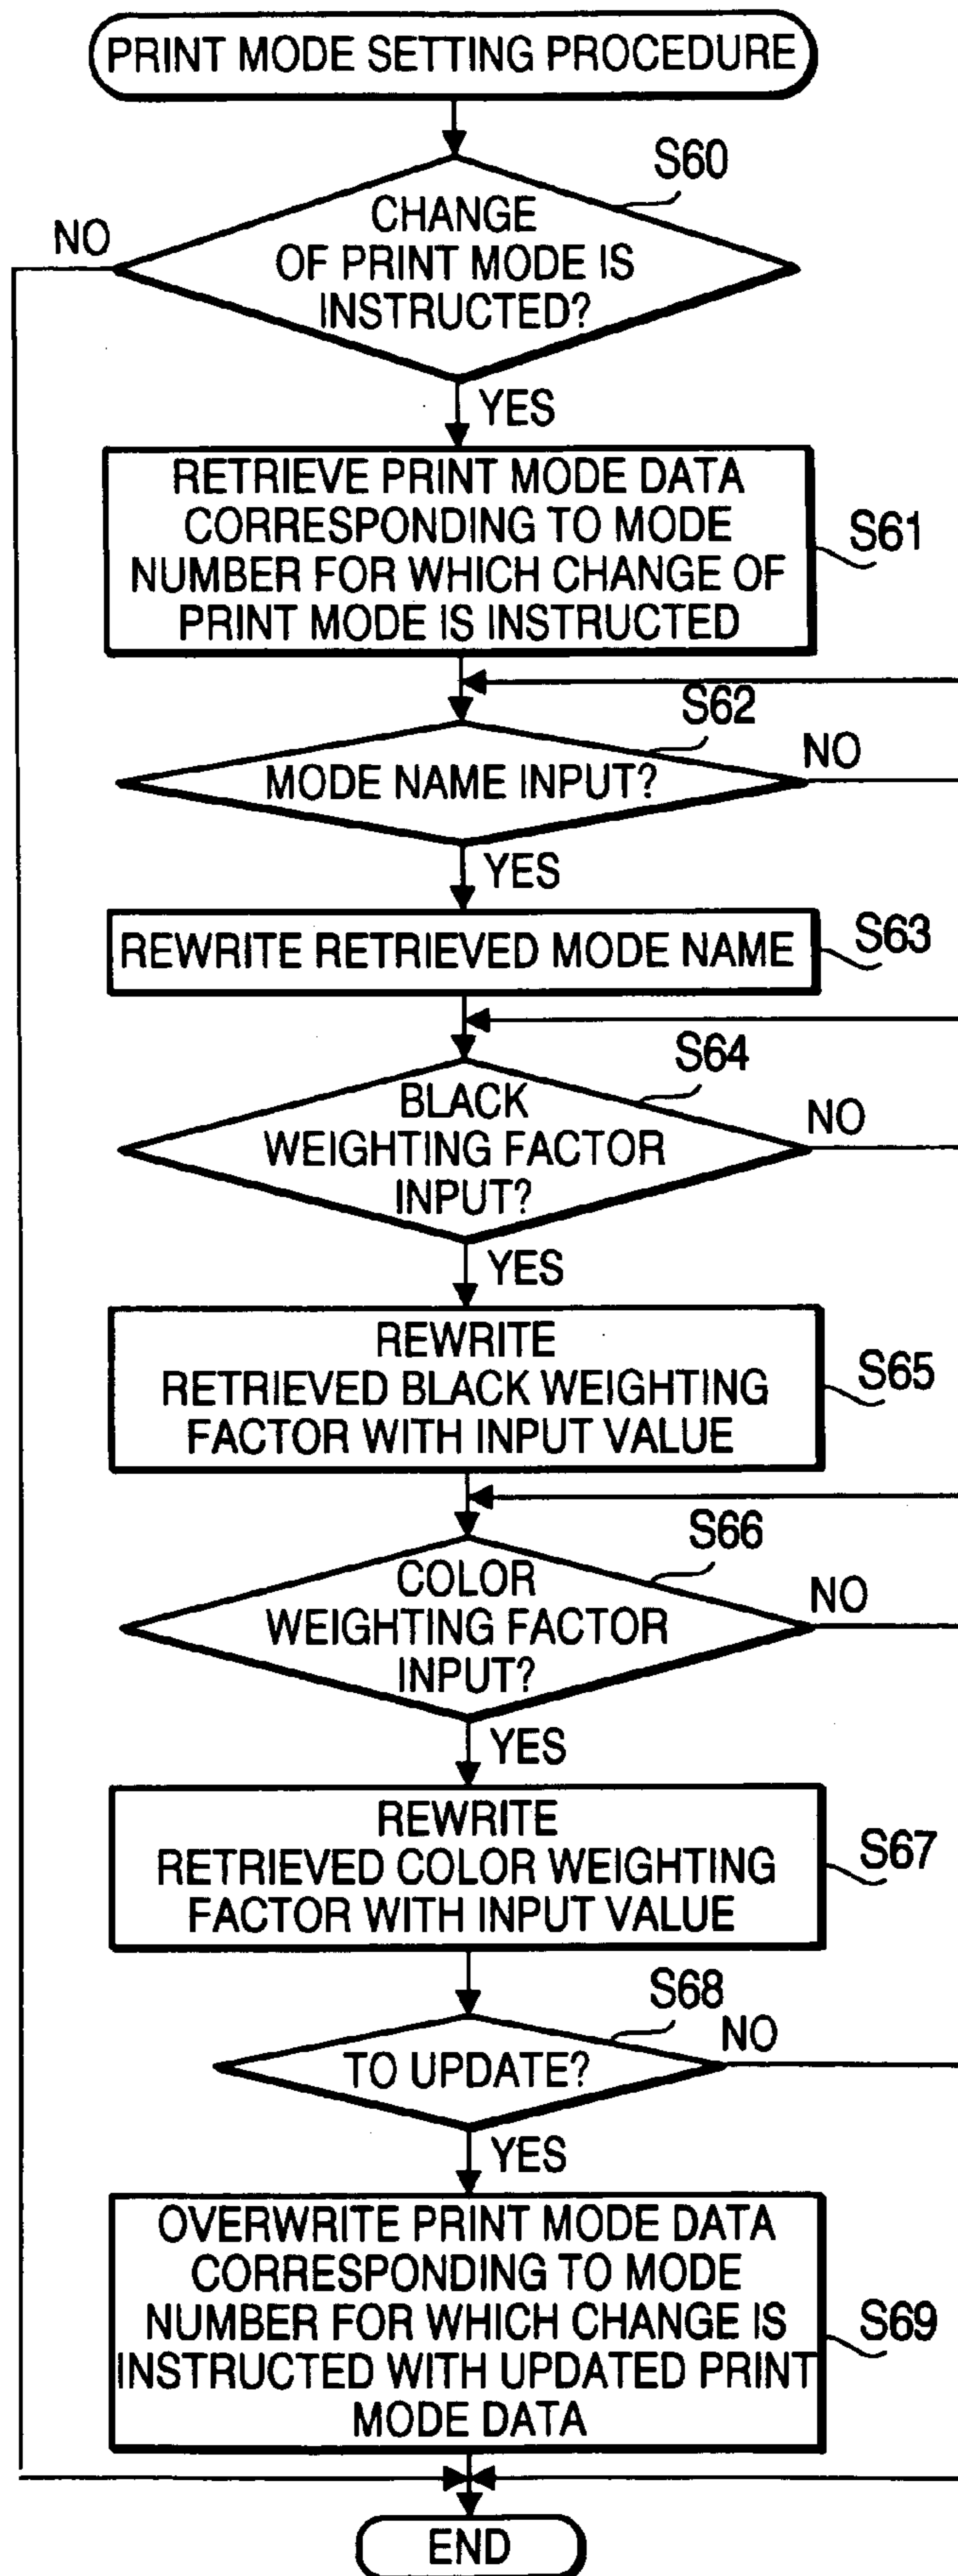 PRINT MODE SETTING PROCEDURE
S60
NO
CHANGE
OF PRINT MODE IS
INSTRUCTED?
YES
RETRIEVE PRINT MODE DATA
CORRESPONDING TO MODE
NUMBER FOR WHICH CHANGE OF
PRINT MODE IS INSTRUCTED
S61
S62
NO
MODE NAME INPUT?
YES
REWRITE RETRIEVED MODE NAME
S63
S64
NO
BLACK
WEIGHTING FACTOR
INPUT?
YES
REWRITE
RETRIEVED BLACK WEIGHTING
FACTOR WITH INPUT VALUE
S65
S66
NO
COLOR
WEIGHTING FACTOR
INPUT?
YES
REWRITE
RETRIEVED COLOR WEIGHTING
FACTOR WITH INPUT VALUE
S67
S68
NO
TO UPDATE?
YES
OVERWRITE PRINT MODE DATA
CORRESPONDING TO MODE
NUMBER FOR WHICH CHANGE IS
INSTRUCTED WITH UPDATED PRINT
MODE DATA
S69
END